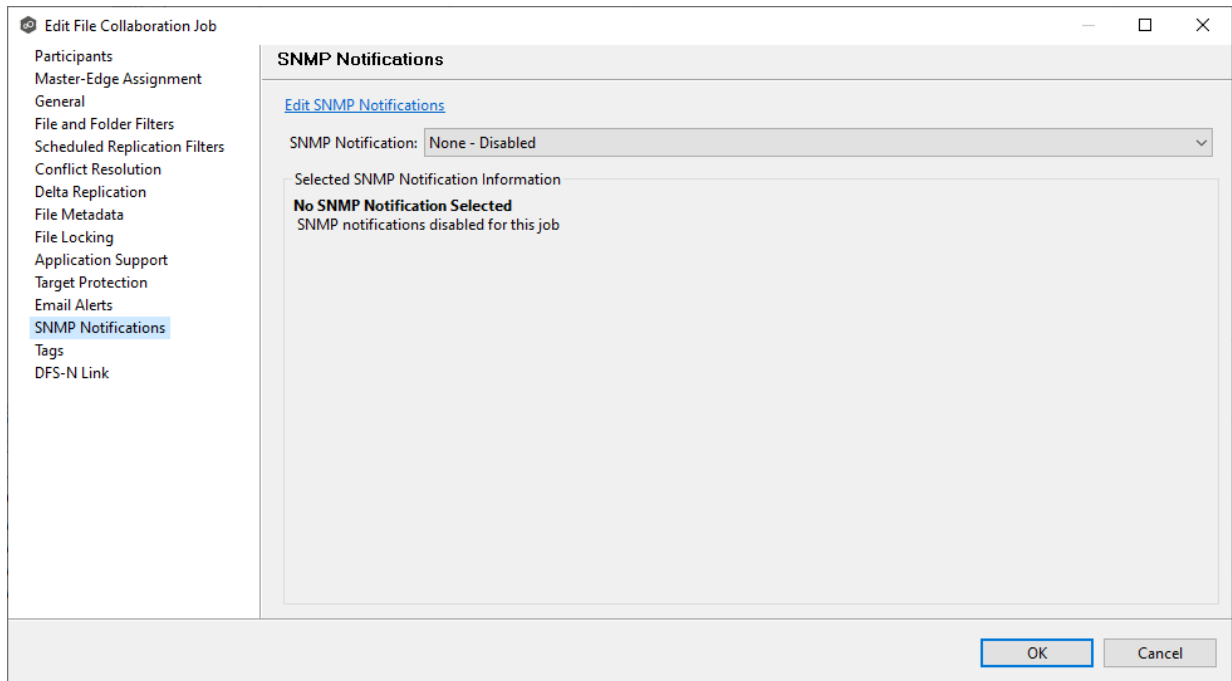 Edit File Collaboration Job
Participants
Master-Edge Assignment
General
File and Folder Filters
Scheduled Replication Filters
Conflict Resolution
Delta Replication
File Metadata
File Locking
Application Support
Target Protection
Email Alerts
SNMP Notifications
Tags
DFS-N Link
SNMP Notifications
Edit SNMP Notifications
SNMP Notification: None - Disabled
Selected SNMP Notification Information
No SNMP Notification Selected
SNMP notifications disabled for this job
OK Cancel